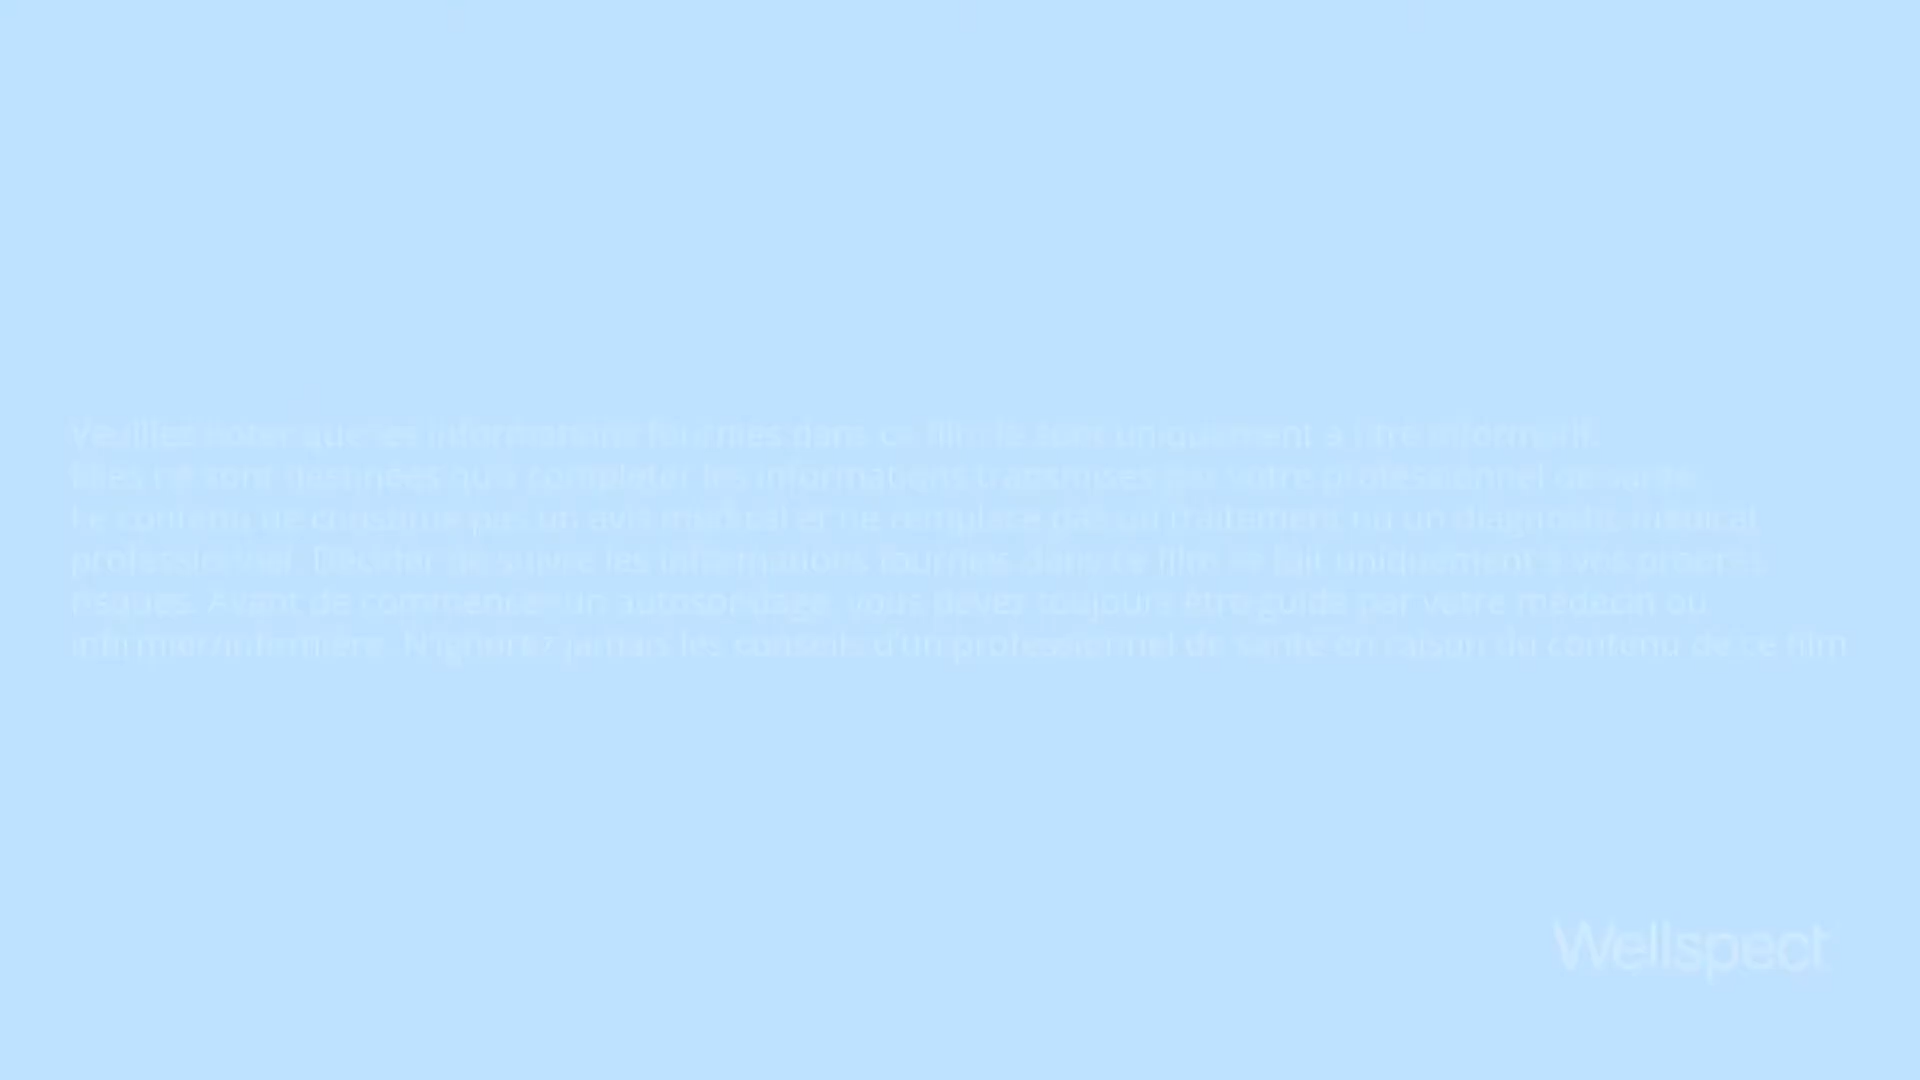 Veuillez noter que les informations fournies dans ce film le sont uniquement à titre informatif.
Elles ne sont destinées qu'à compléter les informations transmises par votre professionnel de santé.
Le contenu ne constitue pas un avis médical et ne remplace pas un traitement ou un diagnostic médical
professionnel. Décider de suivre les informations fournies dans ce film se fait uniquement à vos propres
risques. Avant de commencer un autosondage, vous devez toujours être guidé par votre médecin ou
infirmier/infirmière. N'ignorez jamais les conseils d'un professionnel de santé en raison du contenu de ce film
Wellspect